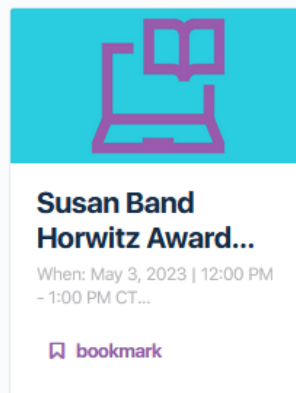 Susan Band
Horwitz Award...
When: May 3, 2023 | 12:00 PM
- 1:00 PM CT...
bookmark